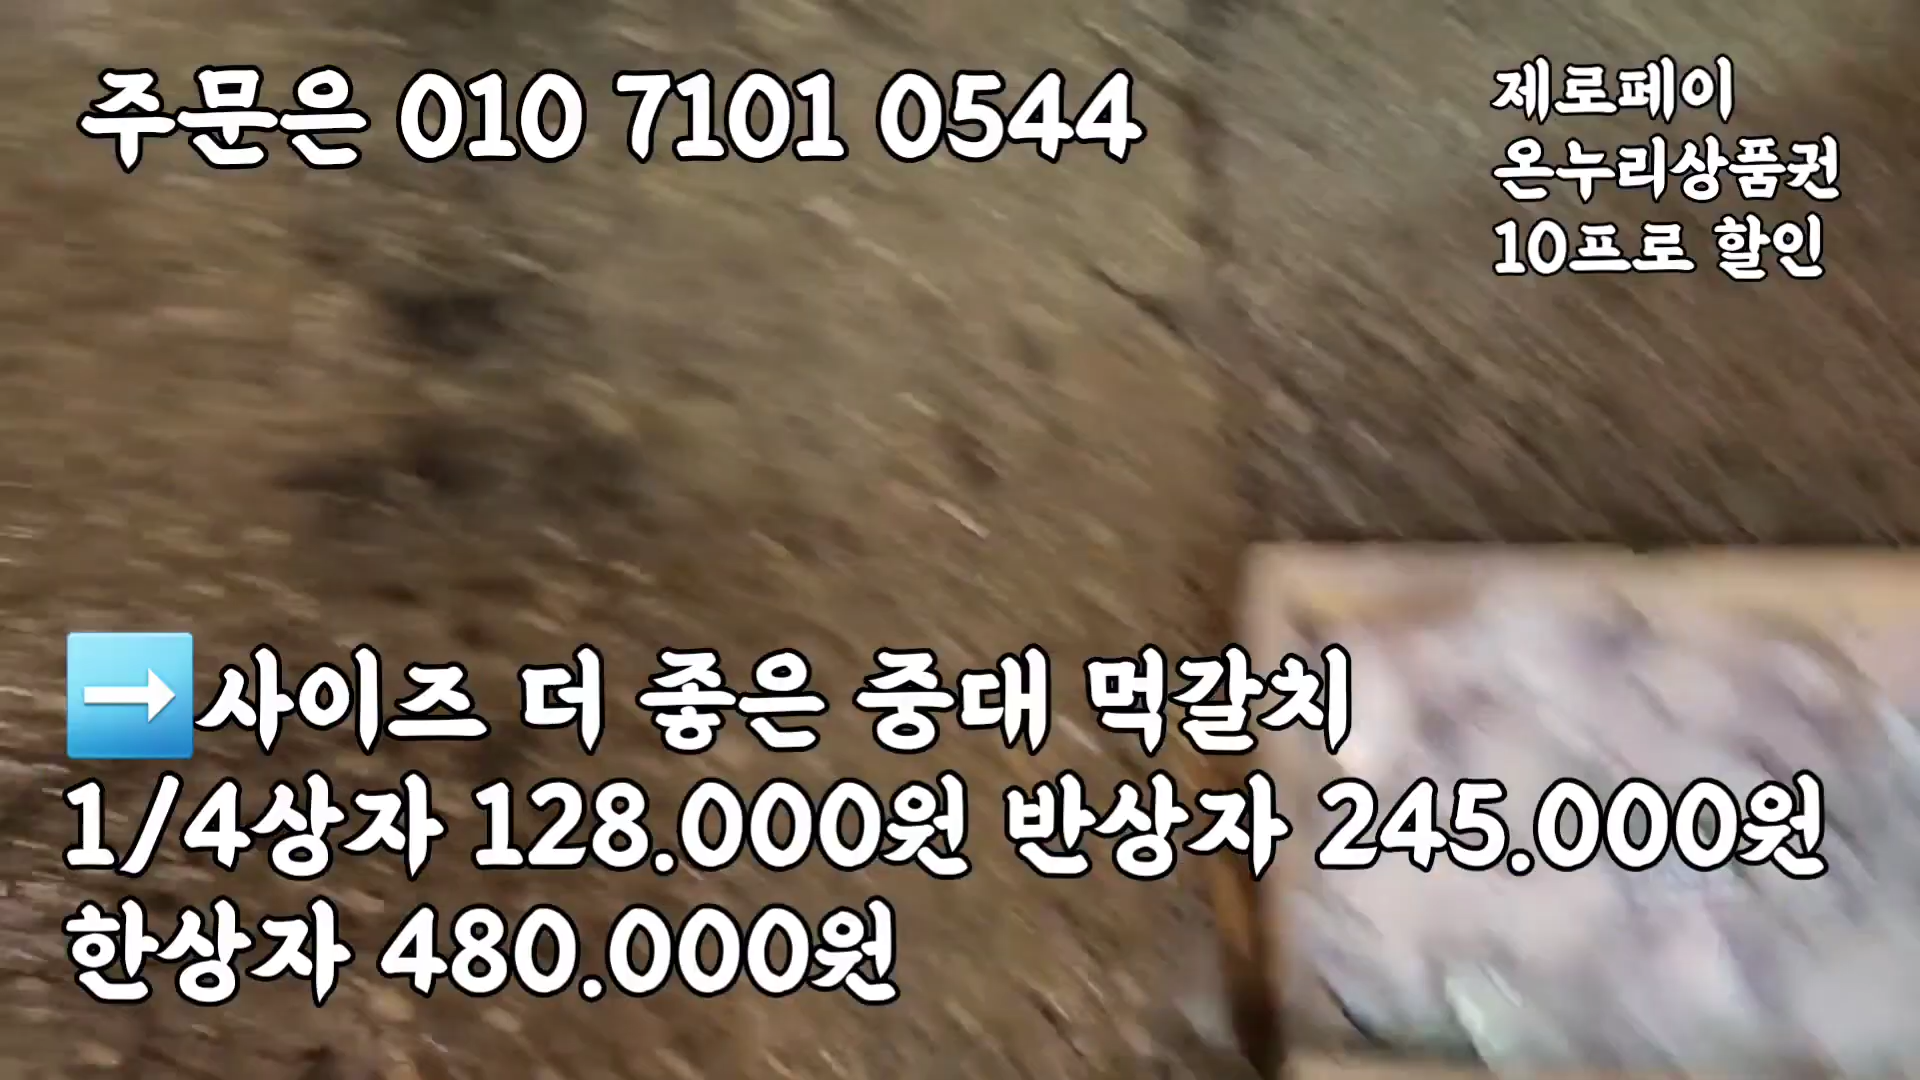 주문은 010 7101 0544
제로페이
온누리상품권
10프로 할인
➡사이즈 더 좋은 중대 먹갈치
1/4상자 128.000원 반상자 245.000원
한상자 480.000원